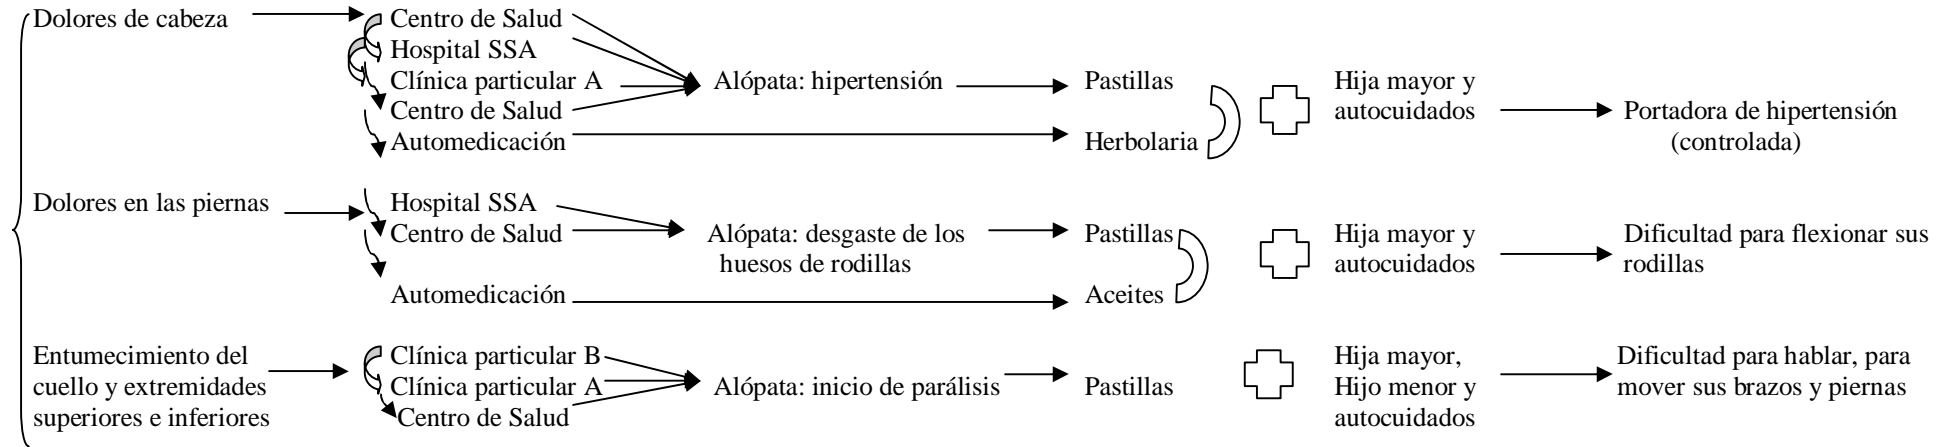 Dolores de cabeza
Centro de Salud
Hospital SSA
Clínica particular A
Centro de Salud
Automedicación
Alópata: hipertensión
Pastillas
Herbolaria
Hija mayor y
autocuidados
Portadora de hipertensión
(controlada)
Dolores en las piernas
Hospital SSA
Centro de Salud
Automedicación
Alópata: desgaste de los
huesos de rodillas
Pastillas
Aceites
Hija mayor y
autocuidados
Dificultad para flexionar sus
rodillas
Entumecimiento del
cuello y extremidades
superiores e inferiores
Clínica particular B
Clínica particular A
Centro de Salud
Alópata: inicio de parálisis
Pastillas
Hija mayor,
Hijo menor y
autocuidados
Dificultad para hablar, para
mover sus brazos y piernas